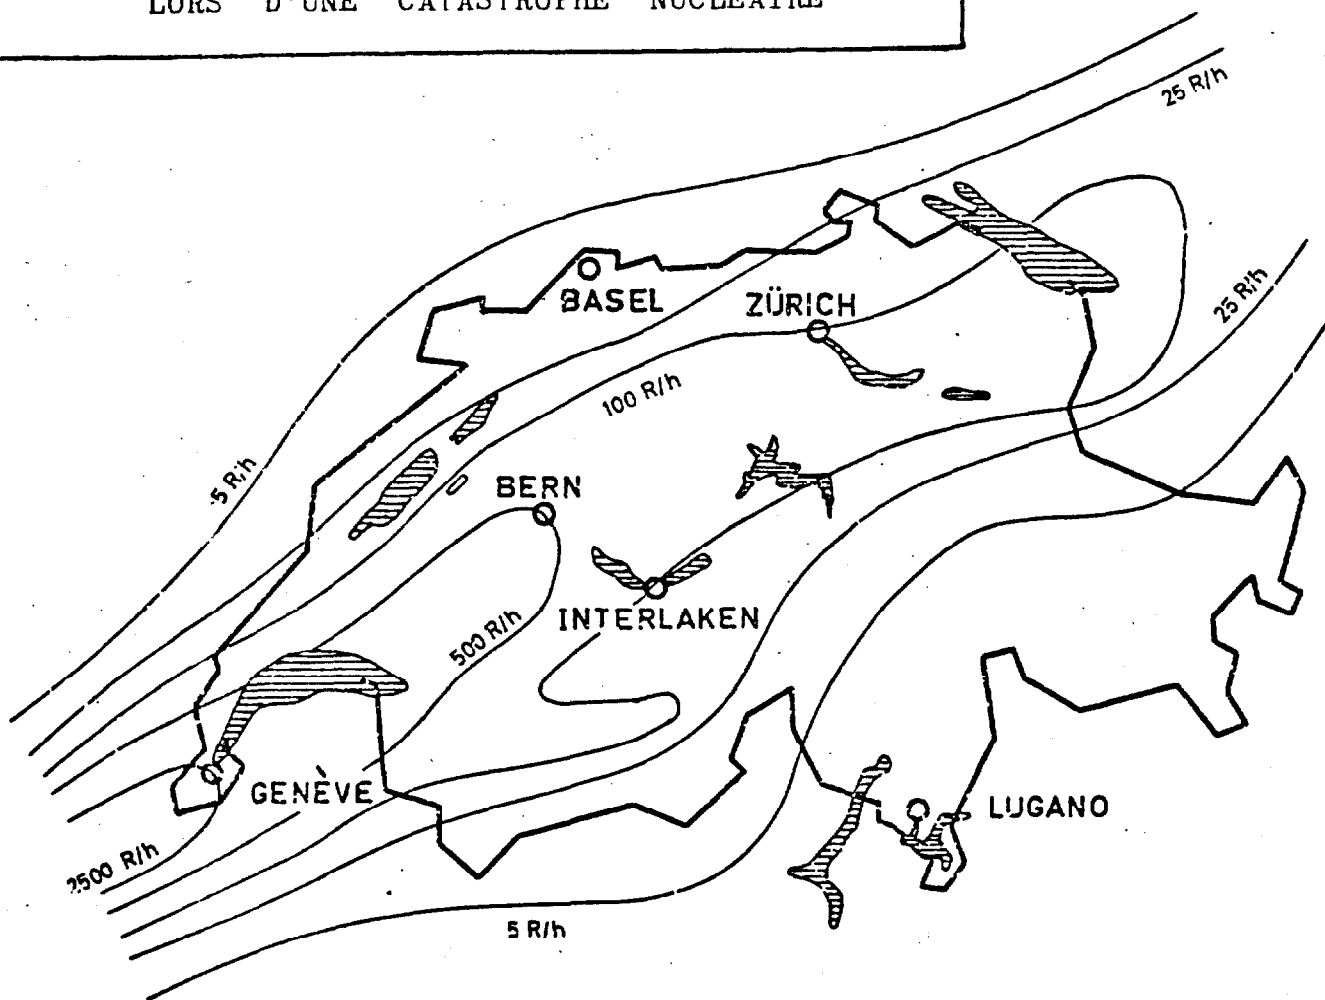 LORS D'UNE CATASTROPHE NUCLEAIRE
25 R/h
BASEL
ZÜRICH
25 R/h
100 R/h
5 R/h
BERN
INTERLAKEN
500 R/h
GENÈVE
LUGANO
2500 R/h
5 R/h